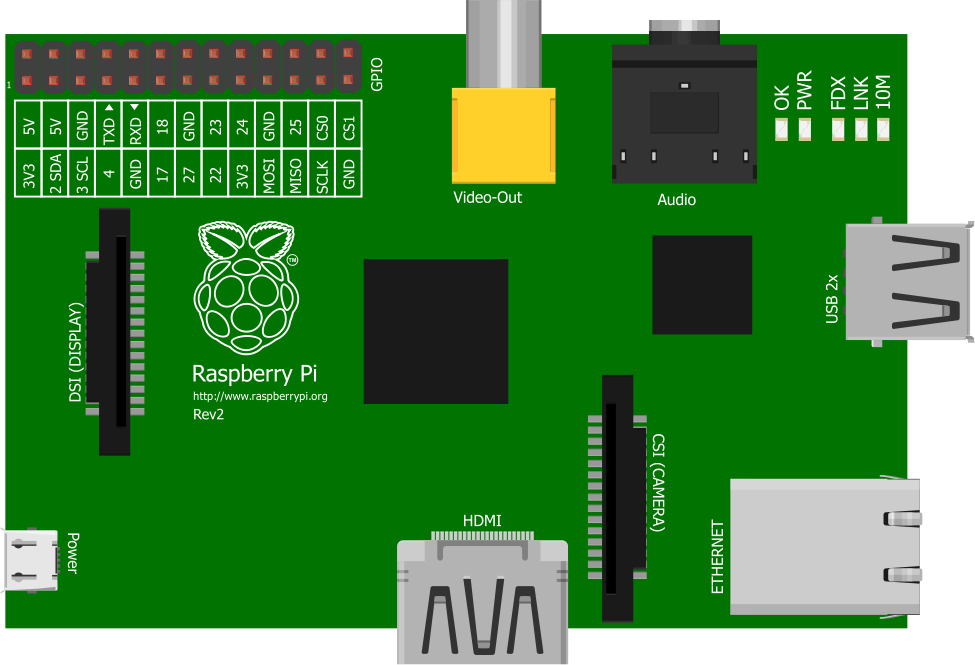 1
GPIO
5V 5V GND TXD RXD 18 GND 23 24 GND 25 CS0 CS1
3V3 2 SDA 3 SCL 4 GND 17 27 22 3V3 MOSI MISO SCLK GND
OK PWR FDX LNK 10M
Video-Out
Audio
DSI (DISPLAY)
TM
Raspberry Pi
http://www.raspberrypi.org
Rev2
USB 2x
CSI (CAMERA)
HDMI
Power
ETHERNET